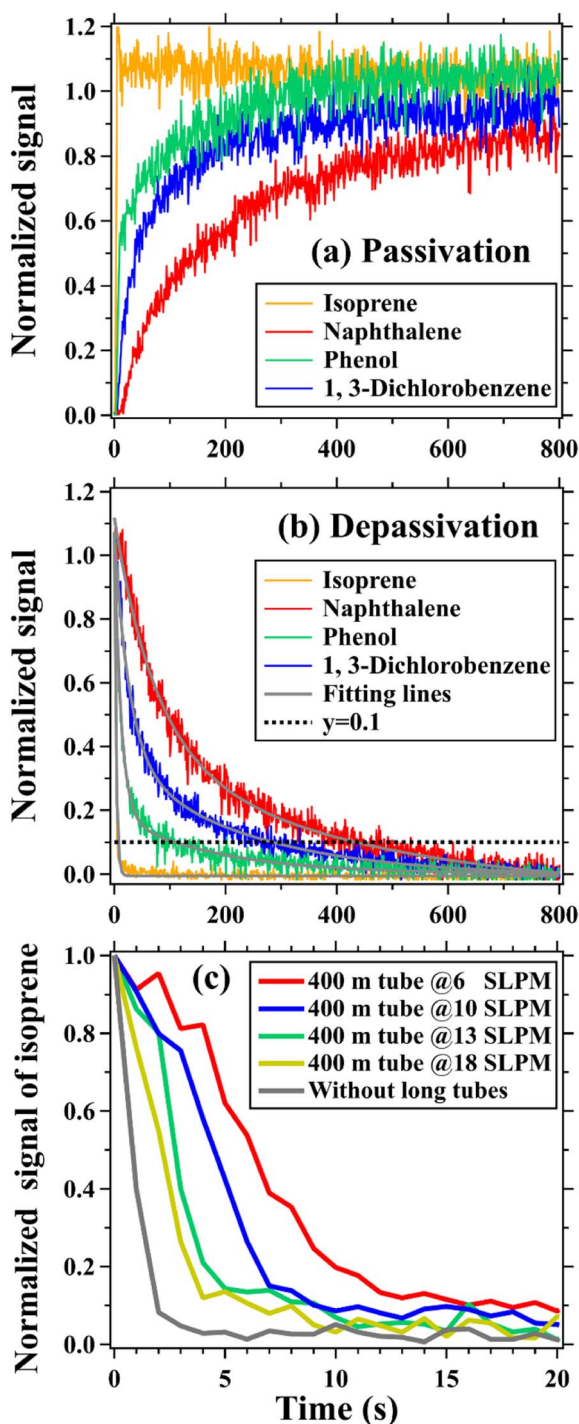 1.2
1.0
0.8
0.6
0.4
0.2
0.0
Normalized signal
(a) Passivation
Isoprene
Naphthalene
Phenol
1, 3-Dichlorobenzene
0 200 400 600 800
1.2
1.0
0.8
0.6
0.4
0.2
0.0
Normalized signal
(b) Depassivation
Isoprene
Naphthalene
Phenol
1, 3-Dichlorobenzene
Fitting lines
y=0.1
0 200 400 600 800
1.0
0.8
0.6
0.4
0.2
0.0
Normalized signal of isoprene
(c)
400 m tube @6 SLPM
400 m tube @10 SLPM
400 m tube @13 SLPM
400 m tube @18 SLPM
Without long tubes
0 5 10 15 20
Time (s)